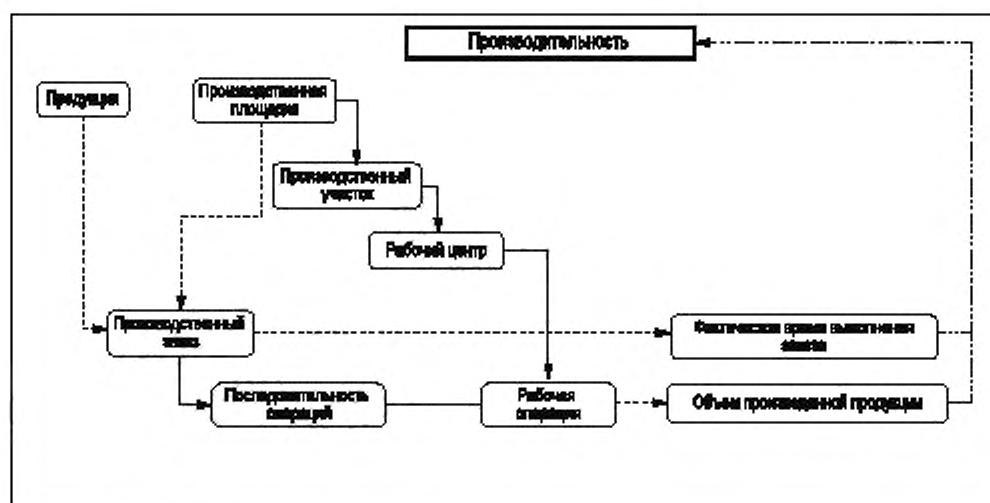 Производительность
Продукция
Производственная
площадка
Производственный
участок
Рабочий центр
Производственный
заказ
Фактическое время выполнения
заказа
Последовательность
операций
Рабочая
операция
Объем произведенной продукции